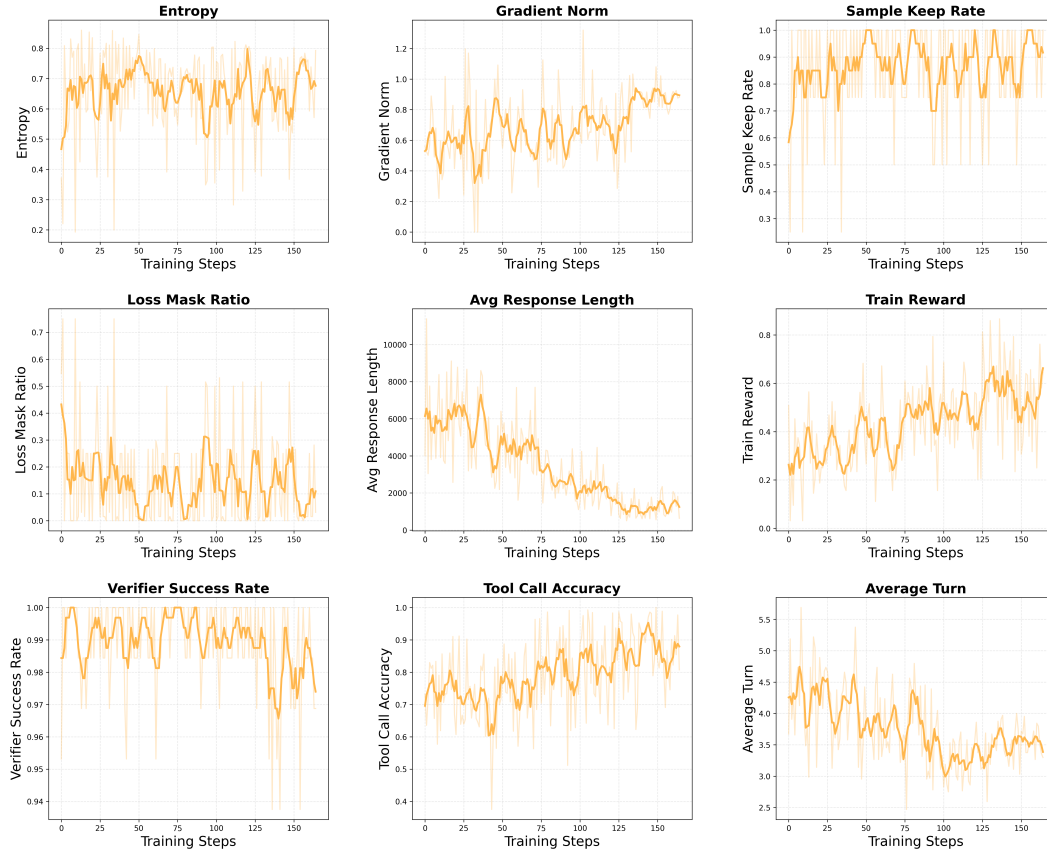 Entropy
Entropy
0.8
0.7
0.6
0.5
0.4
0.3
0.2
0 25 50 75 100 125 150
Training Steps
Gradient Norm
Gradient Norm
1.2
1.0
0.8
0.6
0.4
0.2
0.0
0 25 50 75 100 125 150
Training Steps
Sample Keep Rate
Sample Keep Rate
1.0
0.9
0.8
0.7
0.6
0.5
0.4
0.3
0 25 50 75 100 125 150
Training Steps
Loss Mask Ratio
Loss Mask Ratio
0.7
0.6
0.5
0.4
0.3
0.2
0.1
0.0
0 25 50 75 100 125 150
Training Steps
Avg Response Length
Avg Response Length
10000
8000
6000
4000
2000
0
0 25 50 75 100 125 150
Training Steps
Train Reward
Train Reward
0.8
0.6
0.4
0.2
0.0
0 25 50 75 100 125 150
Training Steps
Verifier Success Rate
Verifier Success Rate
1.00
0.99
0.98
0.97
0.96
0.95
0.94
0 25 50 75 100 125 150
Training Steps
Tool Call Accuracy
Tool Call Accuracy
1.0
0.9
0.8
0.7
0.6
0.5
0.4
0 25 50 75 100 125 150
Training Steps
Average Turn
Average Turn
5.5
5.0
4.5
4.0
3.5
3.0
2.5
0 25 50 75 100 125 150
Training Steps